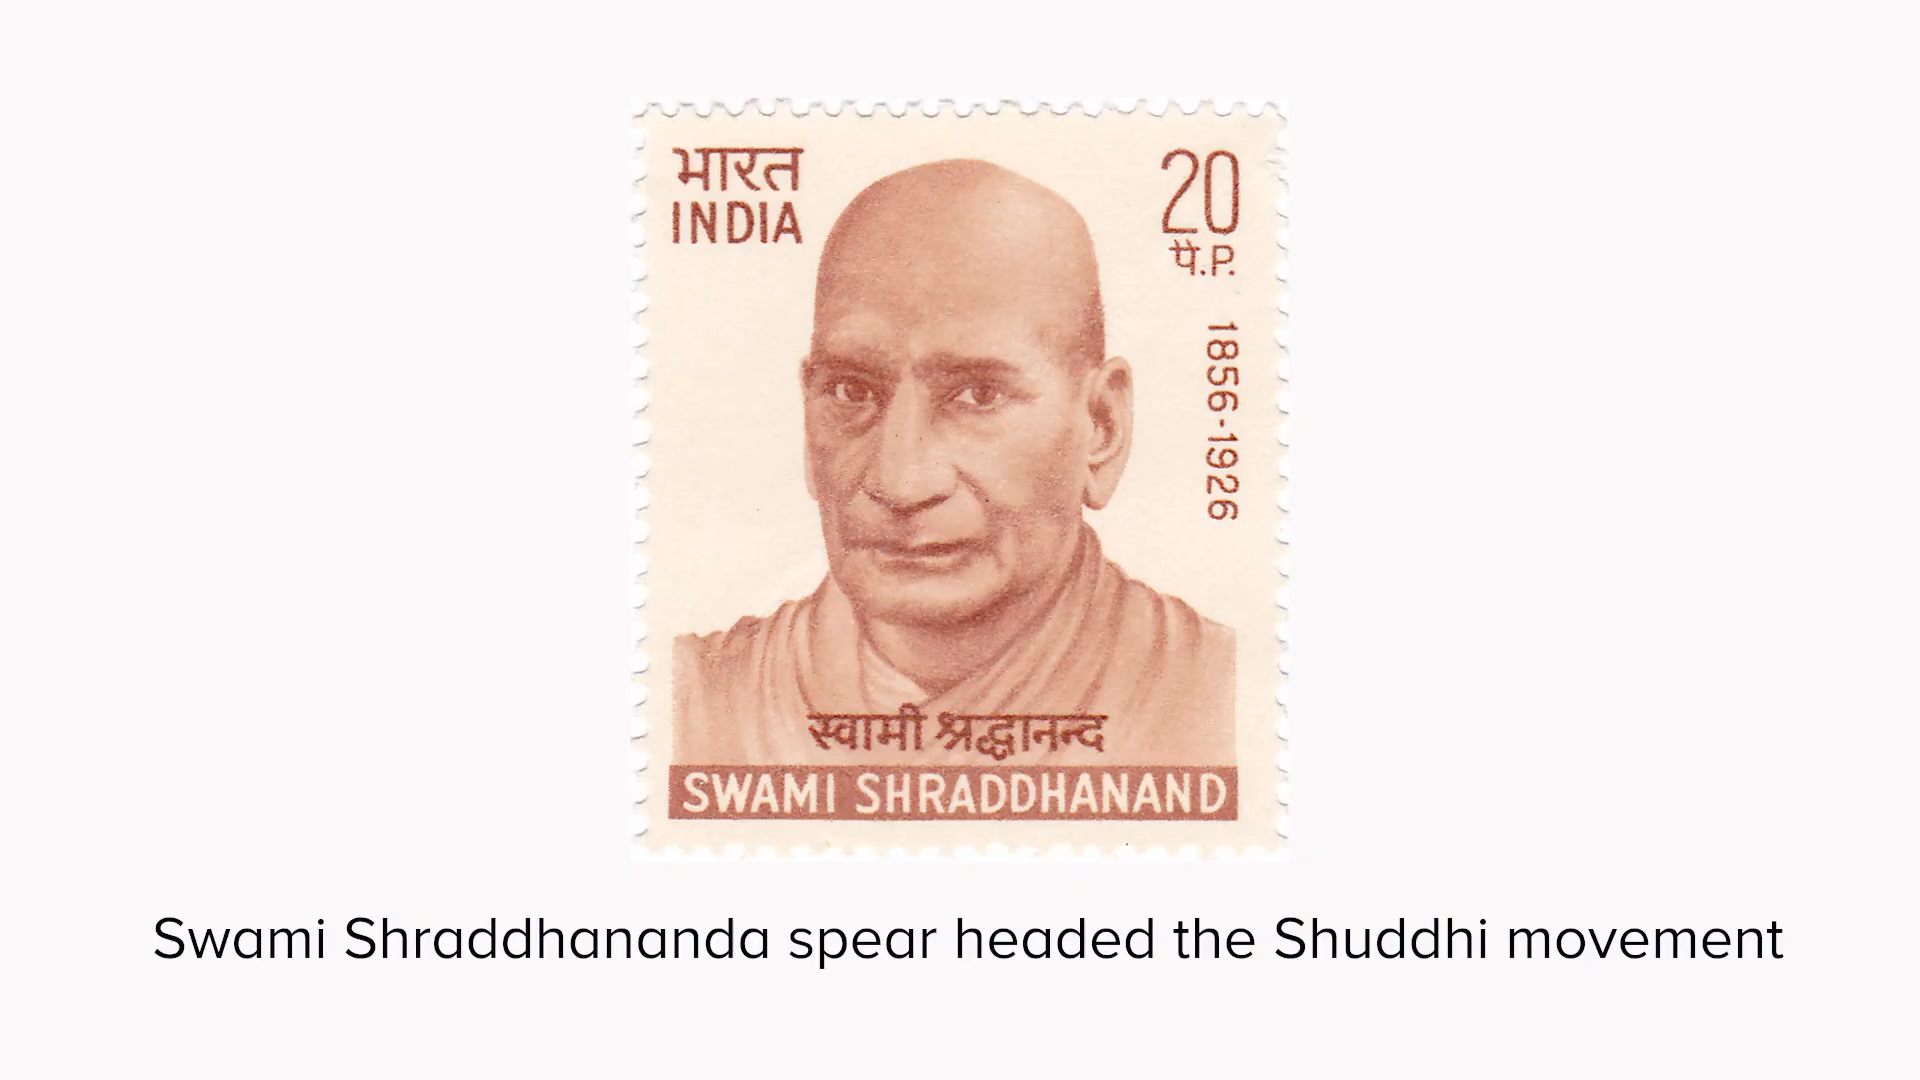 भारत
INDIA
20
पै.P.
1856-1926
स्वामी श्रद्धानन्द
SWAMI SHRADDHANAND
Swami Shraddhananda spear headed the Shuddhi movement